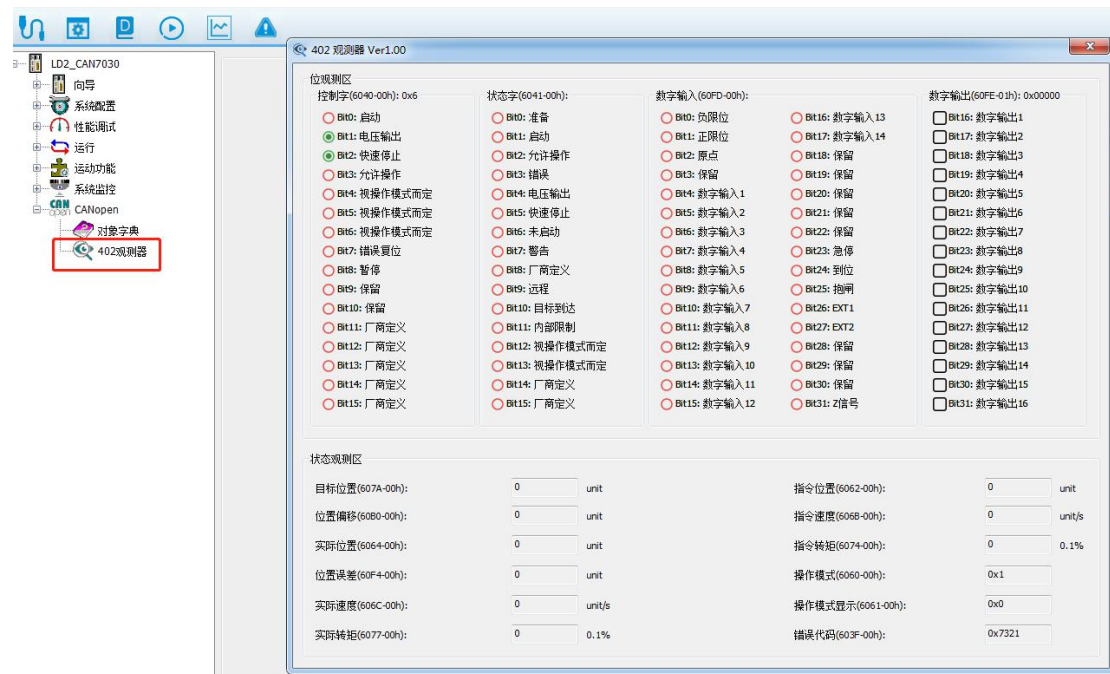 402 观测器 Ver1.00
LD2_CAN7030
向导
系统配置
性能调试
运行
运动功能
系统监控
CANopen
对象字典
402观测器
位观测区
控制字(6040-00h): 0x6
Bit0: 启动
Bit1: 电压输出
Bit2: 快速停止
Bit3: 允许操作
Bit4: 视操作模式而定
Bit5: 视操作模式而定
Bit6: 视操作模式而定
Bit7: 错误复位
Bit8: 暂停
Bit9: 保留
Bit10: 保留
Bit11: 厂商定义
Bit12: 厂商定义
Bit13: 厂商定义
Bit14: 厂商定义
Bit15: 厂商定义
状态字(6041-00h):
Bit0: 准备
Bit1: 启动
Bit2: 允许操作
Bit3: 错误
Bit4: 电压输出
Bit5: 快速停止
Bit6: 未启动
Bit7: 警告
Bit8: 厂商定义
Bit9: 远程
Bit10: 目标到达
Bit11: 内部限制
Bit12: 视操作模式而定
Bit13: 视操作模式而定
Bit14: 厂商定义
Bit15: 厂商定义
数字输入(60FD-00h):
Bit0: 负限位
Bit1: 正限位
Bit2: 原点
Bit3: 保留
Bit4: 数字输入1
Bit5: 数字输入2
Bit6: 数字输入3
Bit7: 数字输入4
Bit8: 数字输入5
Bit9: 数字输入6
Bit10: 数字输入7
Bit11: 数字输入8
Bit12: 数字输入9
Bit13: 数字输入10
Bit14: 数字输入11
Bit15: 数字输入12
Bit16: 数字输入13
Bit17: 数字输入14
Bit18: 保留
Bit19: 保留
Bit20: 保留
Bit21: 保留
Bit22: 保留
Bit23: 急停
Bit24: 到位
Bit25: 抱闸
Bit26: EXT1
Bit27: EXT2
Bit28: 保留
Bit29: 保留
Bit30: 保留
Bit31: Z信号
数字输出(60FE-01h): 0x00000
Bit16: 数字输出1
Bit17: 数字输出2
Bit18: 数字输出3
Bit19: 数字输出4
Bit20: 数字输出5
Bit21: 数字输出6
Bit22: 数字输出7
Bit23: 数字输出8
Bit24: 数字输出9
Bit25: 数字输出10
Bit26: 数字输出11
Bit27: 数字输出12
Bit28: 数字输出13
Bit29: 数字输出14
Bit30: 数字输出15
Bit31: 数字输出16
状态观测区
目标位置(607A-00h): 0 unit
位置偏移(60B0-00h): 0 unit
实际位置(6064-00h): 0 unit
位置误差(60F4-00h): 0 unit
实际速度(606C-00h): 0 unit/s
实际转矩(6077-00h): 0 0.1%
指令位置(6062-00h): 0 unit
指令速度(606B-00h): 0 unit/s
指令转矩(6074-00h): 0 0.1%
操作模式(6060-00h): 0x1
操作模式显示(6061-00h): 0x0
错误代码(603F-00h): 0x7321